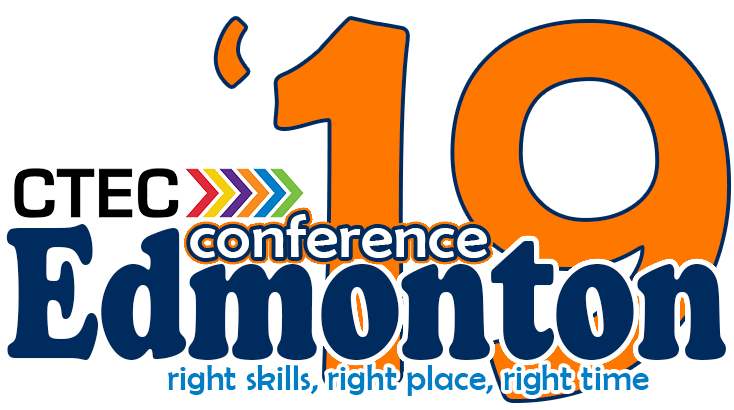 ‘19
CTEC
conference
Edmonton
right skills, right place, right time